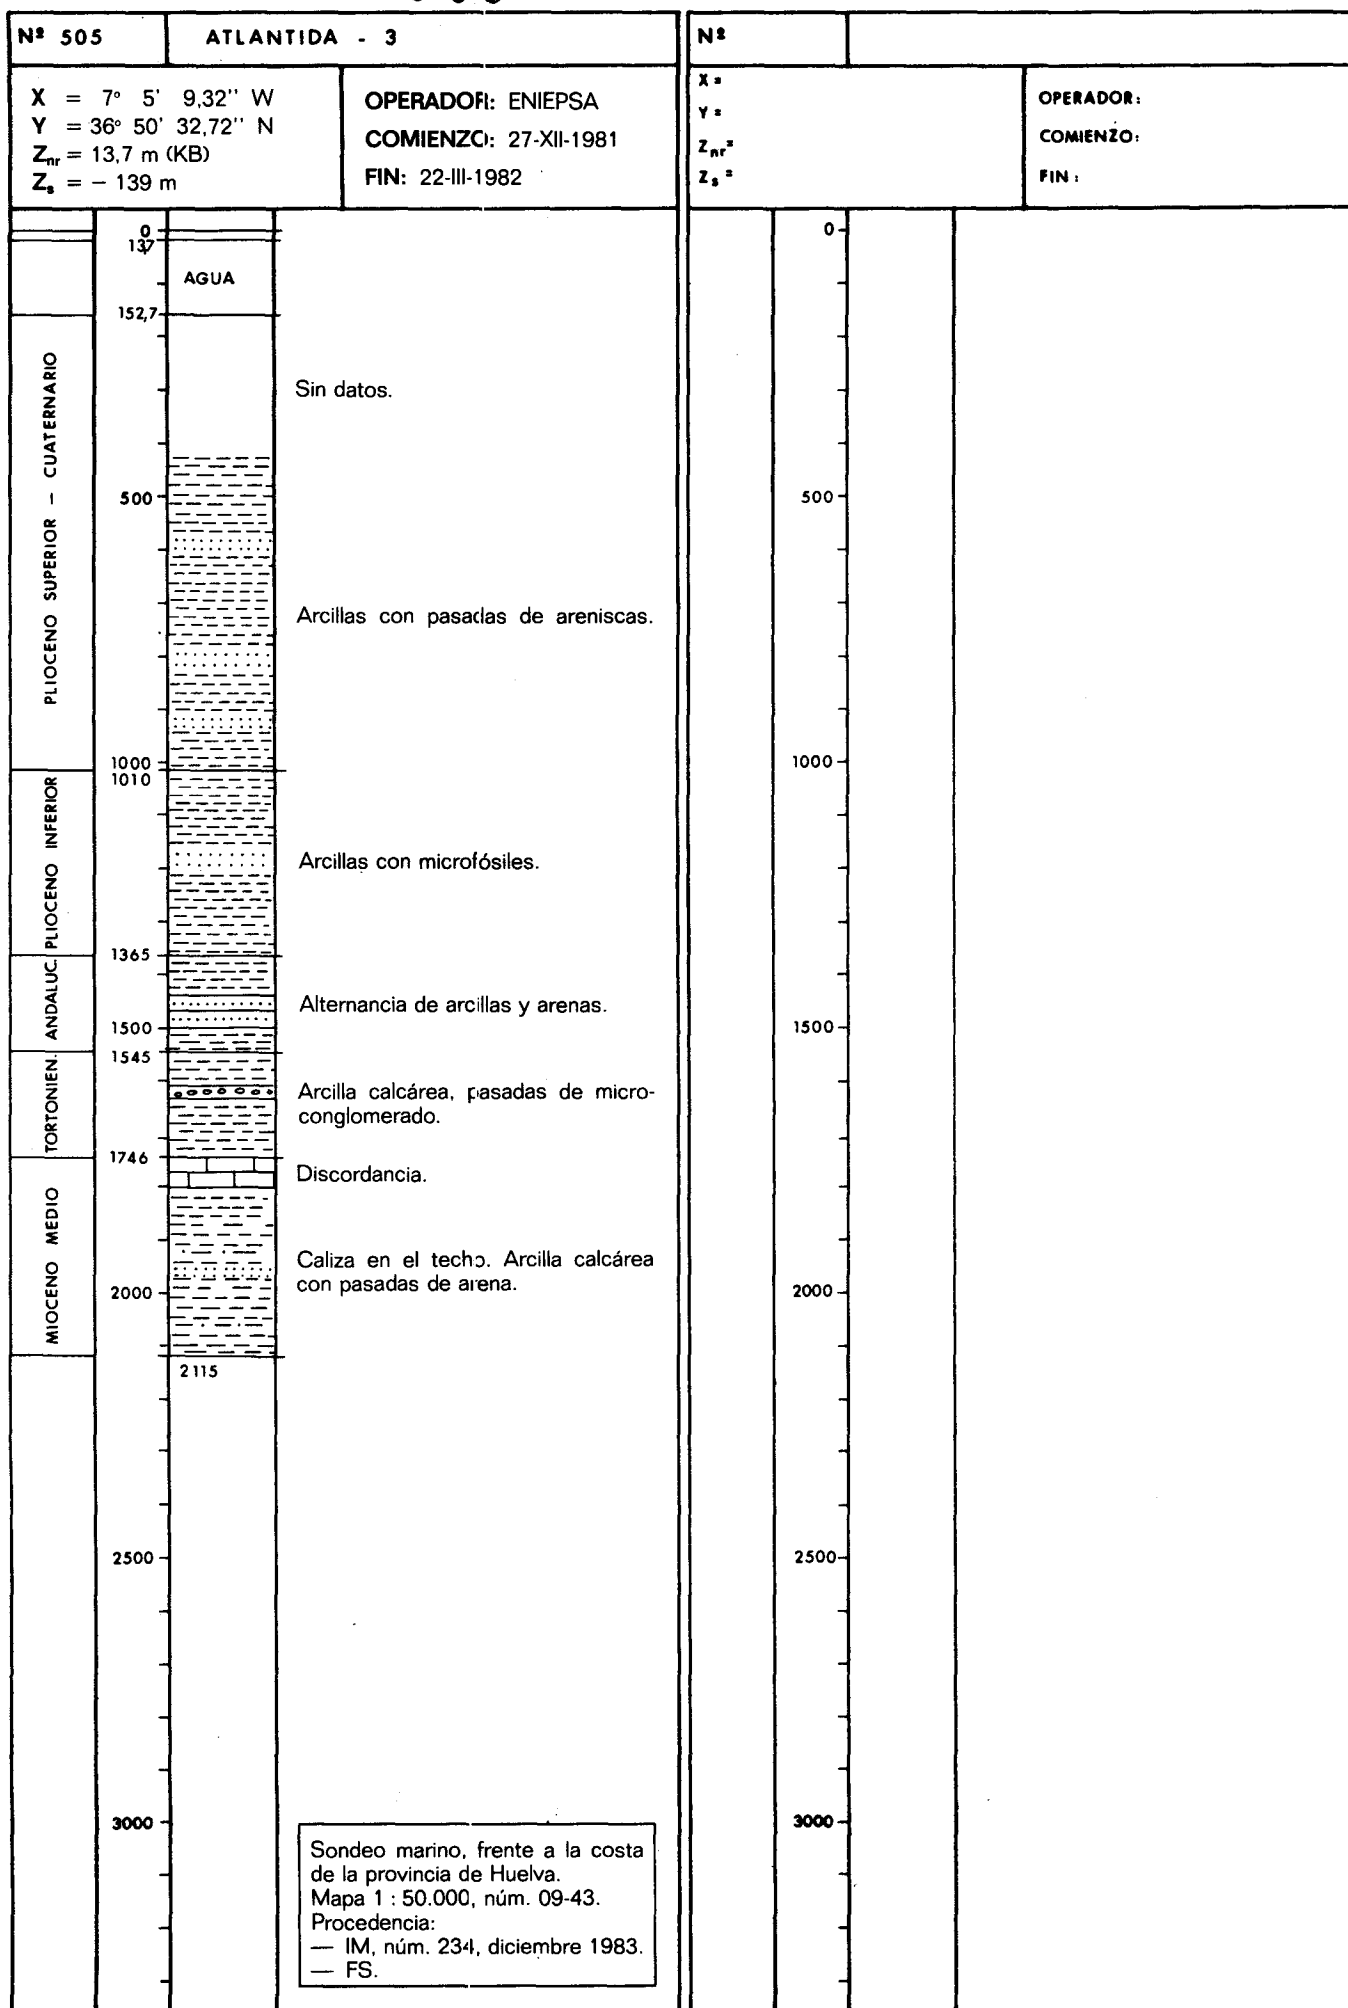 Nº 505 ATLANTIDA - 3
X = 7º 5' 9,32'' W
Y = 36º 50' 32,72'' N
Znr = 13,7 m (KB)
Zs = – 139 m
OPERADOR: ENIEPSA
COMIENZO: 27-XII-1981
FIN: 22-III-1982
0
13,7
AGUA
152,7
PLIOCENO SUPERIOR – CUATERNARIO
Sin datos.
500
Arcillas con pasadas de areniscas.
1000
1010
PLIOCENO INFERIOR
Arcillas con microfósiles.
1365
ANDALUC.
Alternancia de arcillas y arenas.
1500
1545
TORTONIEN.
Arcilla calcárea, pasadas de micro-
conglomerado.
1746
Discordancia.
MIOCENO MEDIO
Caliza en el techo. Arcilla calcárea
con pasadas de arena.
2000
2115
2500
3000
Sondeo marino, frente a la costa
de la provincia de Huelva.
Mapa 1 : 50.000, núm. 09-43.
Procedencia:
— IM, núm. 234, diciembre 1983.
— FS.
Nº
X =
Y =
Znr=
Zs =
OPERADOR:
COMIENZO:
FIN:
0
500
1000
1500
2000
2500
3000